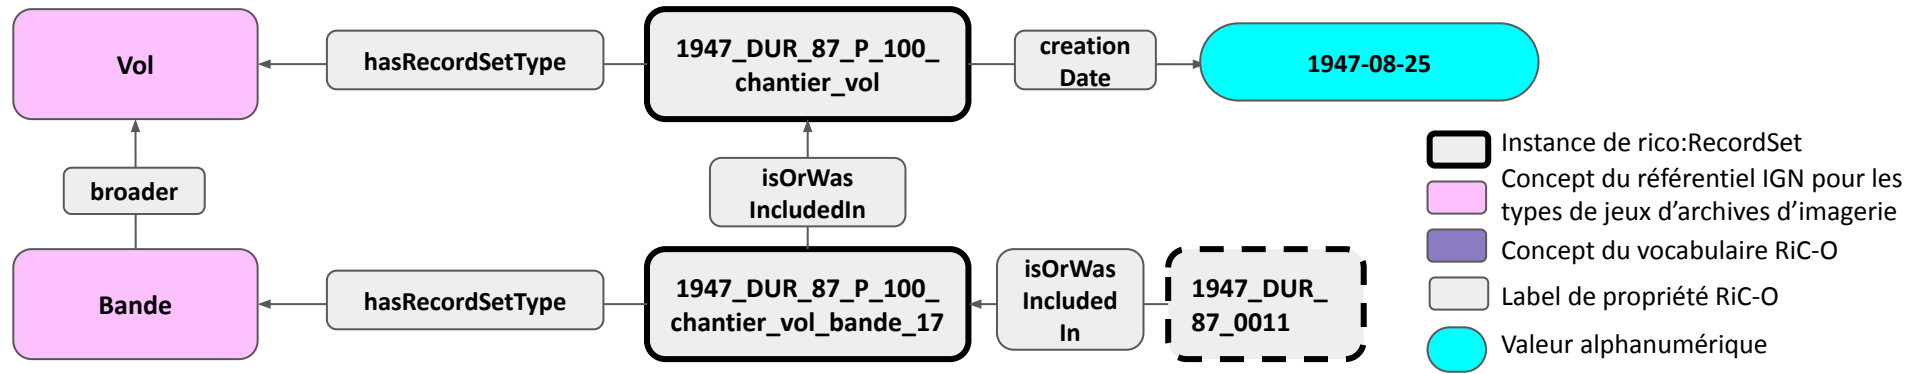 Vol
hasRecordSetType
1947_DUR_87_P_100_
chantier_vol
creation
Date
1947-08-25
broader
isOrWas
IncludedIn
Bande
hasRecordSetType
1947_DUR_87_P_100_
chantier_vol_bande_17
isOrWas
Included
In
1947_DUR_
87_0011
Instance de rico:RecordSet
Concept du référentiel IGN pour les
types de jeux d’archives d’imagerie
Concept du vocabulaire RiC-O
Label de propriété RiC-O
Valeur alphanumérique